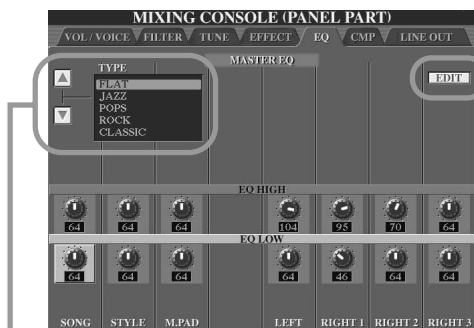 MIXING CONSOLE (PANEL PART)
VOL / VOICE FILTER TUNE EFFECT EQ CMP LINE OUT
MASTER EQ
TYPE
EDIT
FLAT
JAZZ
POPS
ROCK
CLASSIC
EQ HIGH
64 64 64 104 95 70 64
EQ LOW
64 64 64 64 46 64 64
SONG STYLE M.PAD LEFT RIGHT 1 RIGHT 2 RIGHT 3